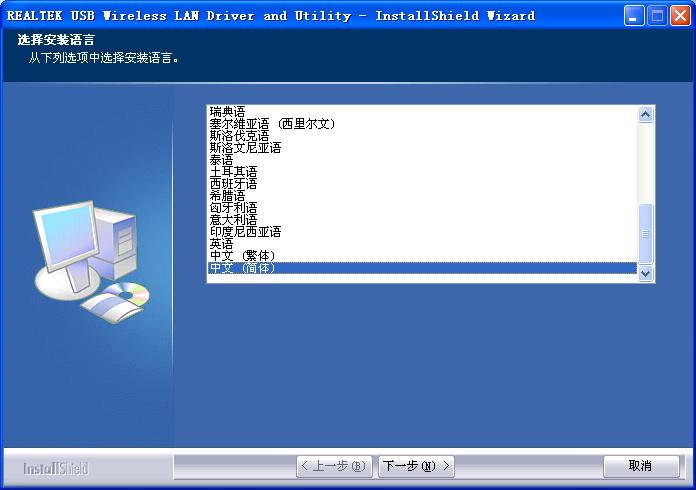 REALTEK USB Wireless LAN Driver and Utility - InstallShield Wizard
选择安装语言
从下列选项中选择安装语言。
瑞典语
塞尔维亚语 (西里尔文)
斯洛伐克语
斯洛文尼亚语
泰语
土耳其语
西班牙语
希腊语
匈牙利语
意大利语
印度尼西亚语
英语
中文 (繁体)
中文 (简体)
InstallShield
< 上一步(B)
下一步(N) >
取消